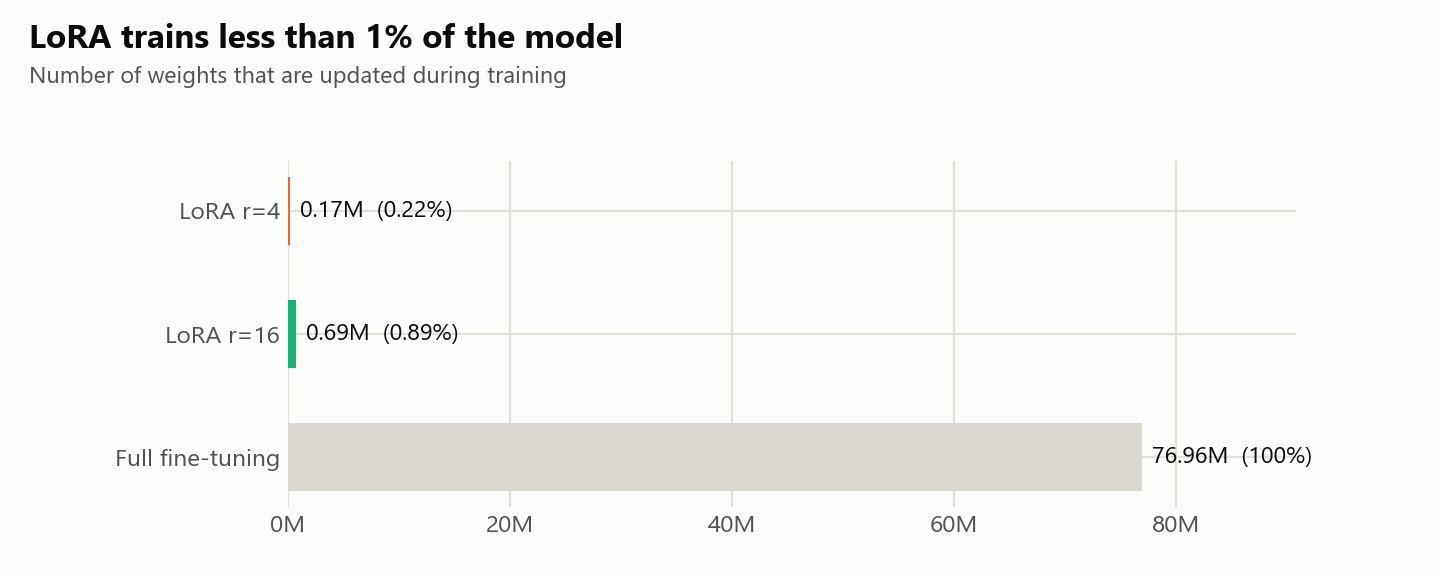 LoRA trains less than 1% of the model
Number of weights that are updated during training
LoRA r=4 0.17M (0.22%)
LoRA r=16 0.69M (0.89%)
Full fine-tuning 76.96M (100%)
0M 20M 40M 60M 80M